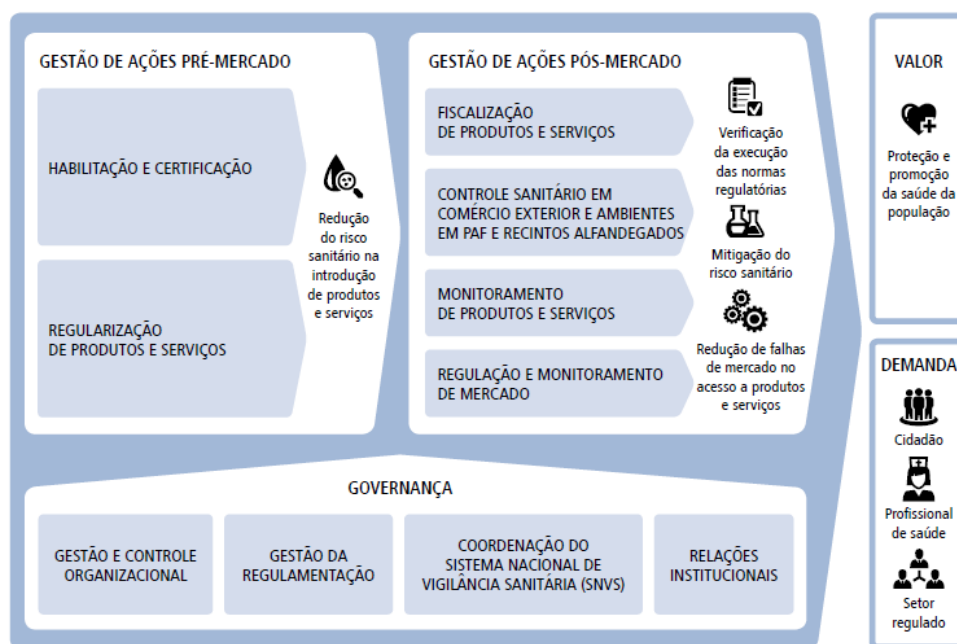 GESTÃO DE AÇÕES PRÉ-MERCADO
HABILITAÇÃO E CERTIFICAÇÃO
REGULARIZAÇÃO
DE PRODUTOS E SERVIÇOS
Redução
do risco
sanitário na
introdução
de produtos
e serviços
GESTÃO DE AÇÕES PÓS-MERCADO
FISCALIZAÇÃO
DE PRODUTOS E SERVIÇOS
CONTROLE SANITÁRIO EM
COMÉRCIO EXTERIOR E AMBIENTES
EM PAF E RECINTOS ALFANDEGADOS
MONITORAMENTO
DE PRODUTOS E SERVIÇOS
REGULAÇÃO E MONITORAMENTO
DE MERCADO
Verificação
da execução
das normas
regulatórias
Mitigação do
risco sanitário
Redução de falhas
de mercado no
acesso a produtos
e serviços
GOVERNANÇA
GESTÃO E CONTROLE
ORGANIZACIONAL
GESTÃO DA
REGULAMENTAÇÃO
COORDENAÇÃO DO
SISTEMA NACIONAL DE
VIGILÂNCIA SANITÁRIA (SNVS)
RELAÇÕES
INSTITUCIONAIS
VALOR
Proteção e
promoção
da saúde da
população
DEMANDA
Cidadão
Profissional
de saúde
Setor
regulado